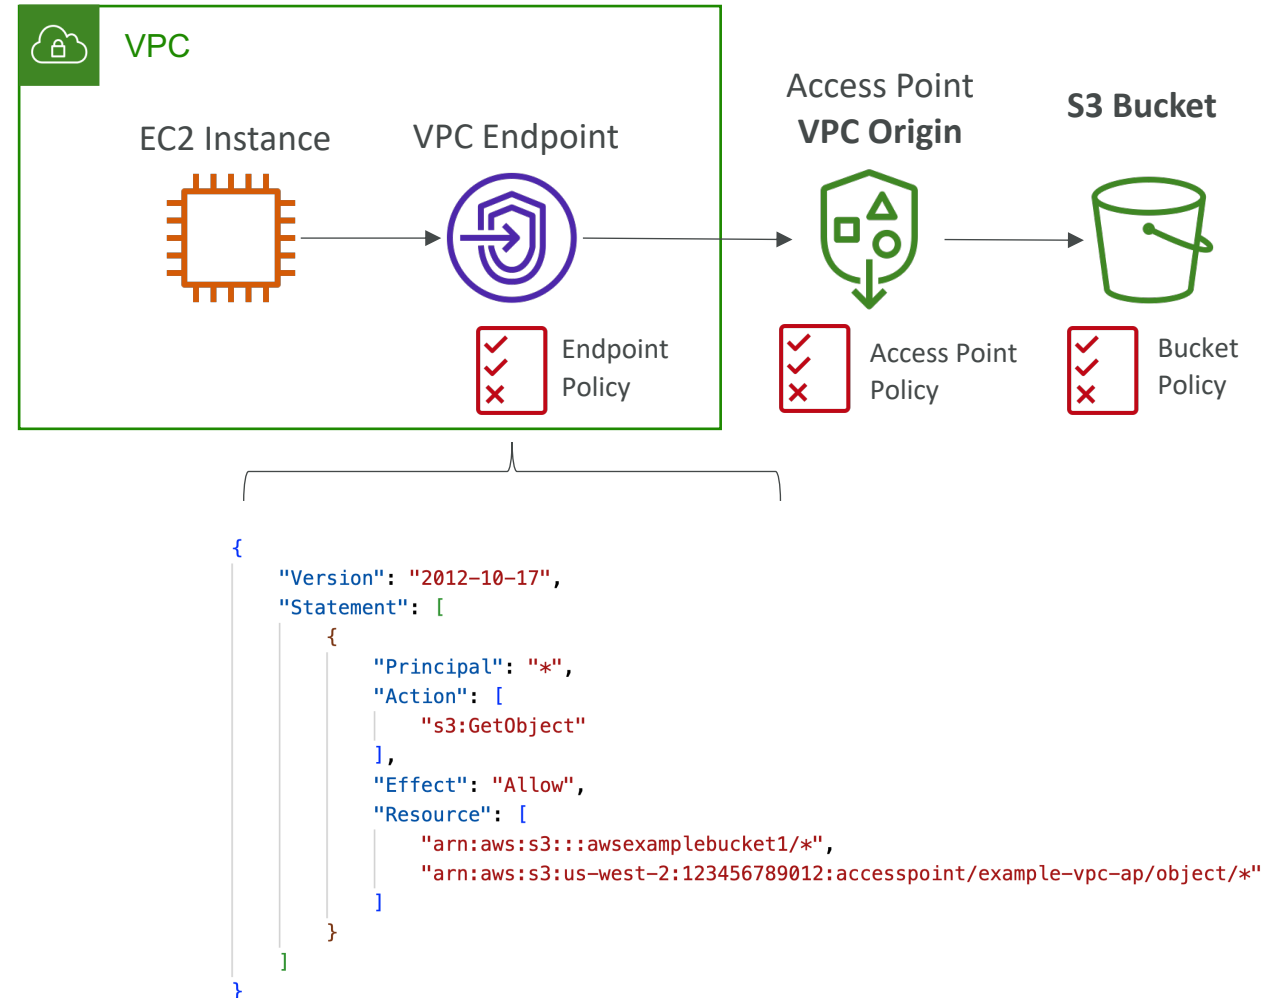 VPC
EC2 Instance
VPC Endpoint
Access Point
VPC Origin
S3 Bucket
Endpoint
Policy
Access Point
Policy
Bucket
Policy
{
"Version": "2012-10-17",
"Statement": [
{
"Principal": "*",
"Action": [
"s3:GetObject"
],
"Effect": "Allow",
"Resource": [
"arn:aws:s3:::awsexamplebucket1/*",
"arn:aws:s3:us-west-2:123456789012:accesspoint/example-vpc-ap/object/*"
]
}
]
}